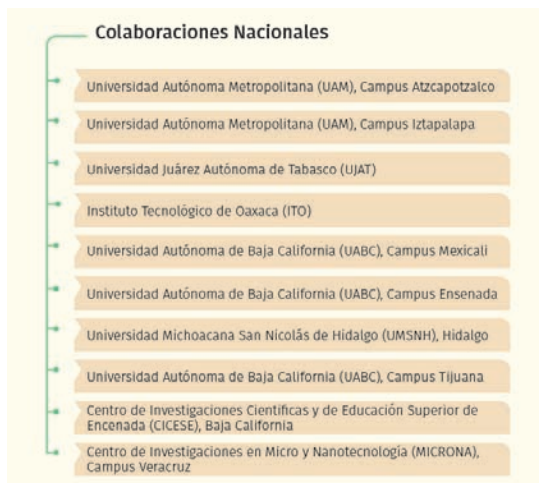 Colaboraciones Nacionales
Universidad Autónoma Metropolitana (UAM), Campus Atzcapotzalco
Universidad Autónoma Metropolitana (UAM), Campus Iztapalapa
Universidad Juárez Autónoma de Tabasco (UJAT)
Instituto Tecnológico de Oaxaca (ITO)
Universidad Autónoma de Baja California (UABC), Campus Mexicali
Universidad Autónoma de Baja California (UABC), Campus Ensenada
Universidad Michoacana San Nicolás de Hidalgo (UMSNH), Hidalgo
Universidad Autónoma de Baja California (UABC), Campus Tijuana
Centro de Investigaciones Científicas y de Educación Superior de
Encenada (CICESE), Baja California
Centro de Investigaciones en Micro y Nanotecnología (MICRONA),
Campus Veracruz